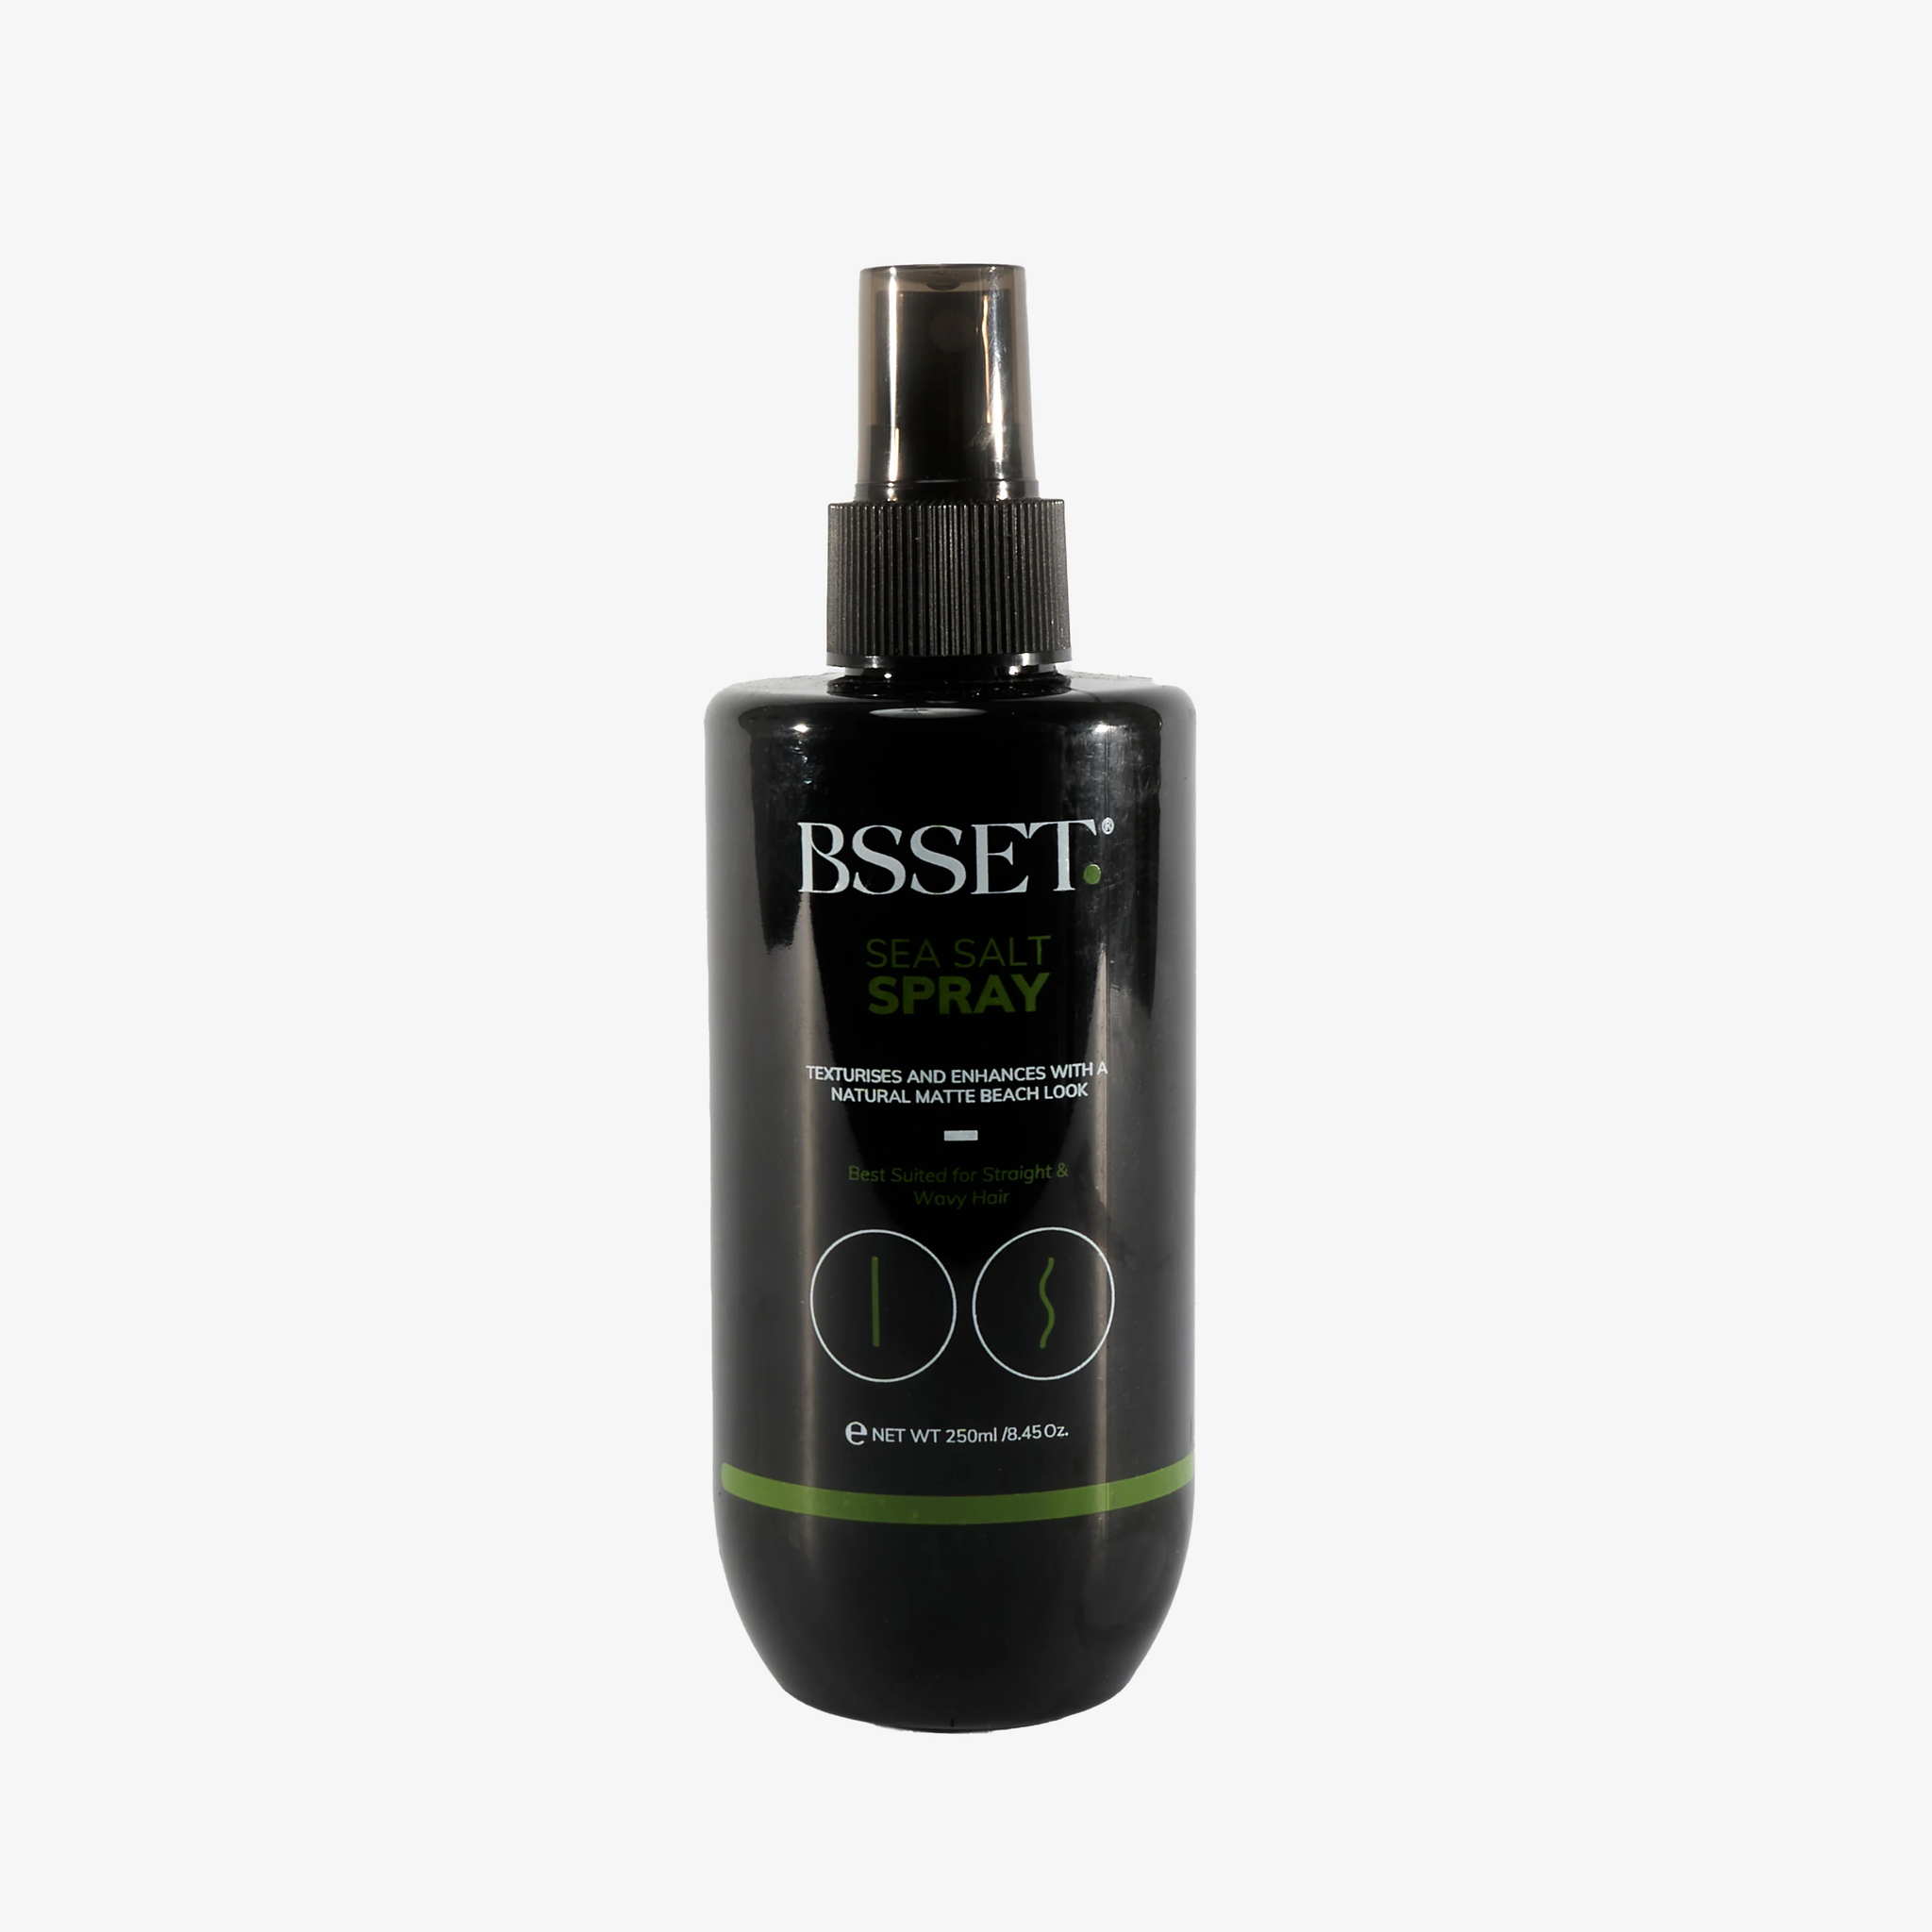 BSSET.®
SEA SALT
SPRAY
TEXTURISES AND ENHANCES WITH A
NATURAL MATTE BEACH LOOK
Best Suited for Straight &
Wavy Hair
e NET WT 250ml /8.45 Oz.